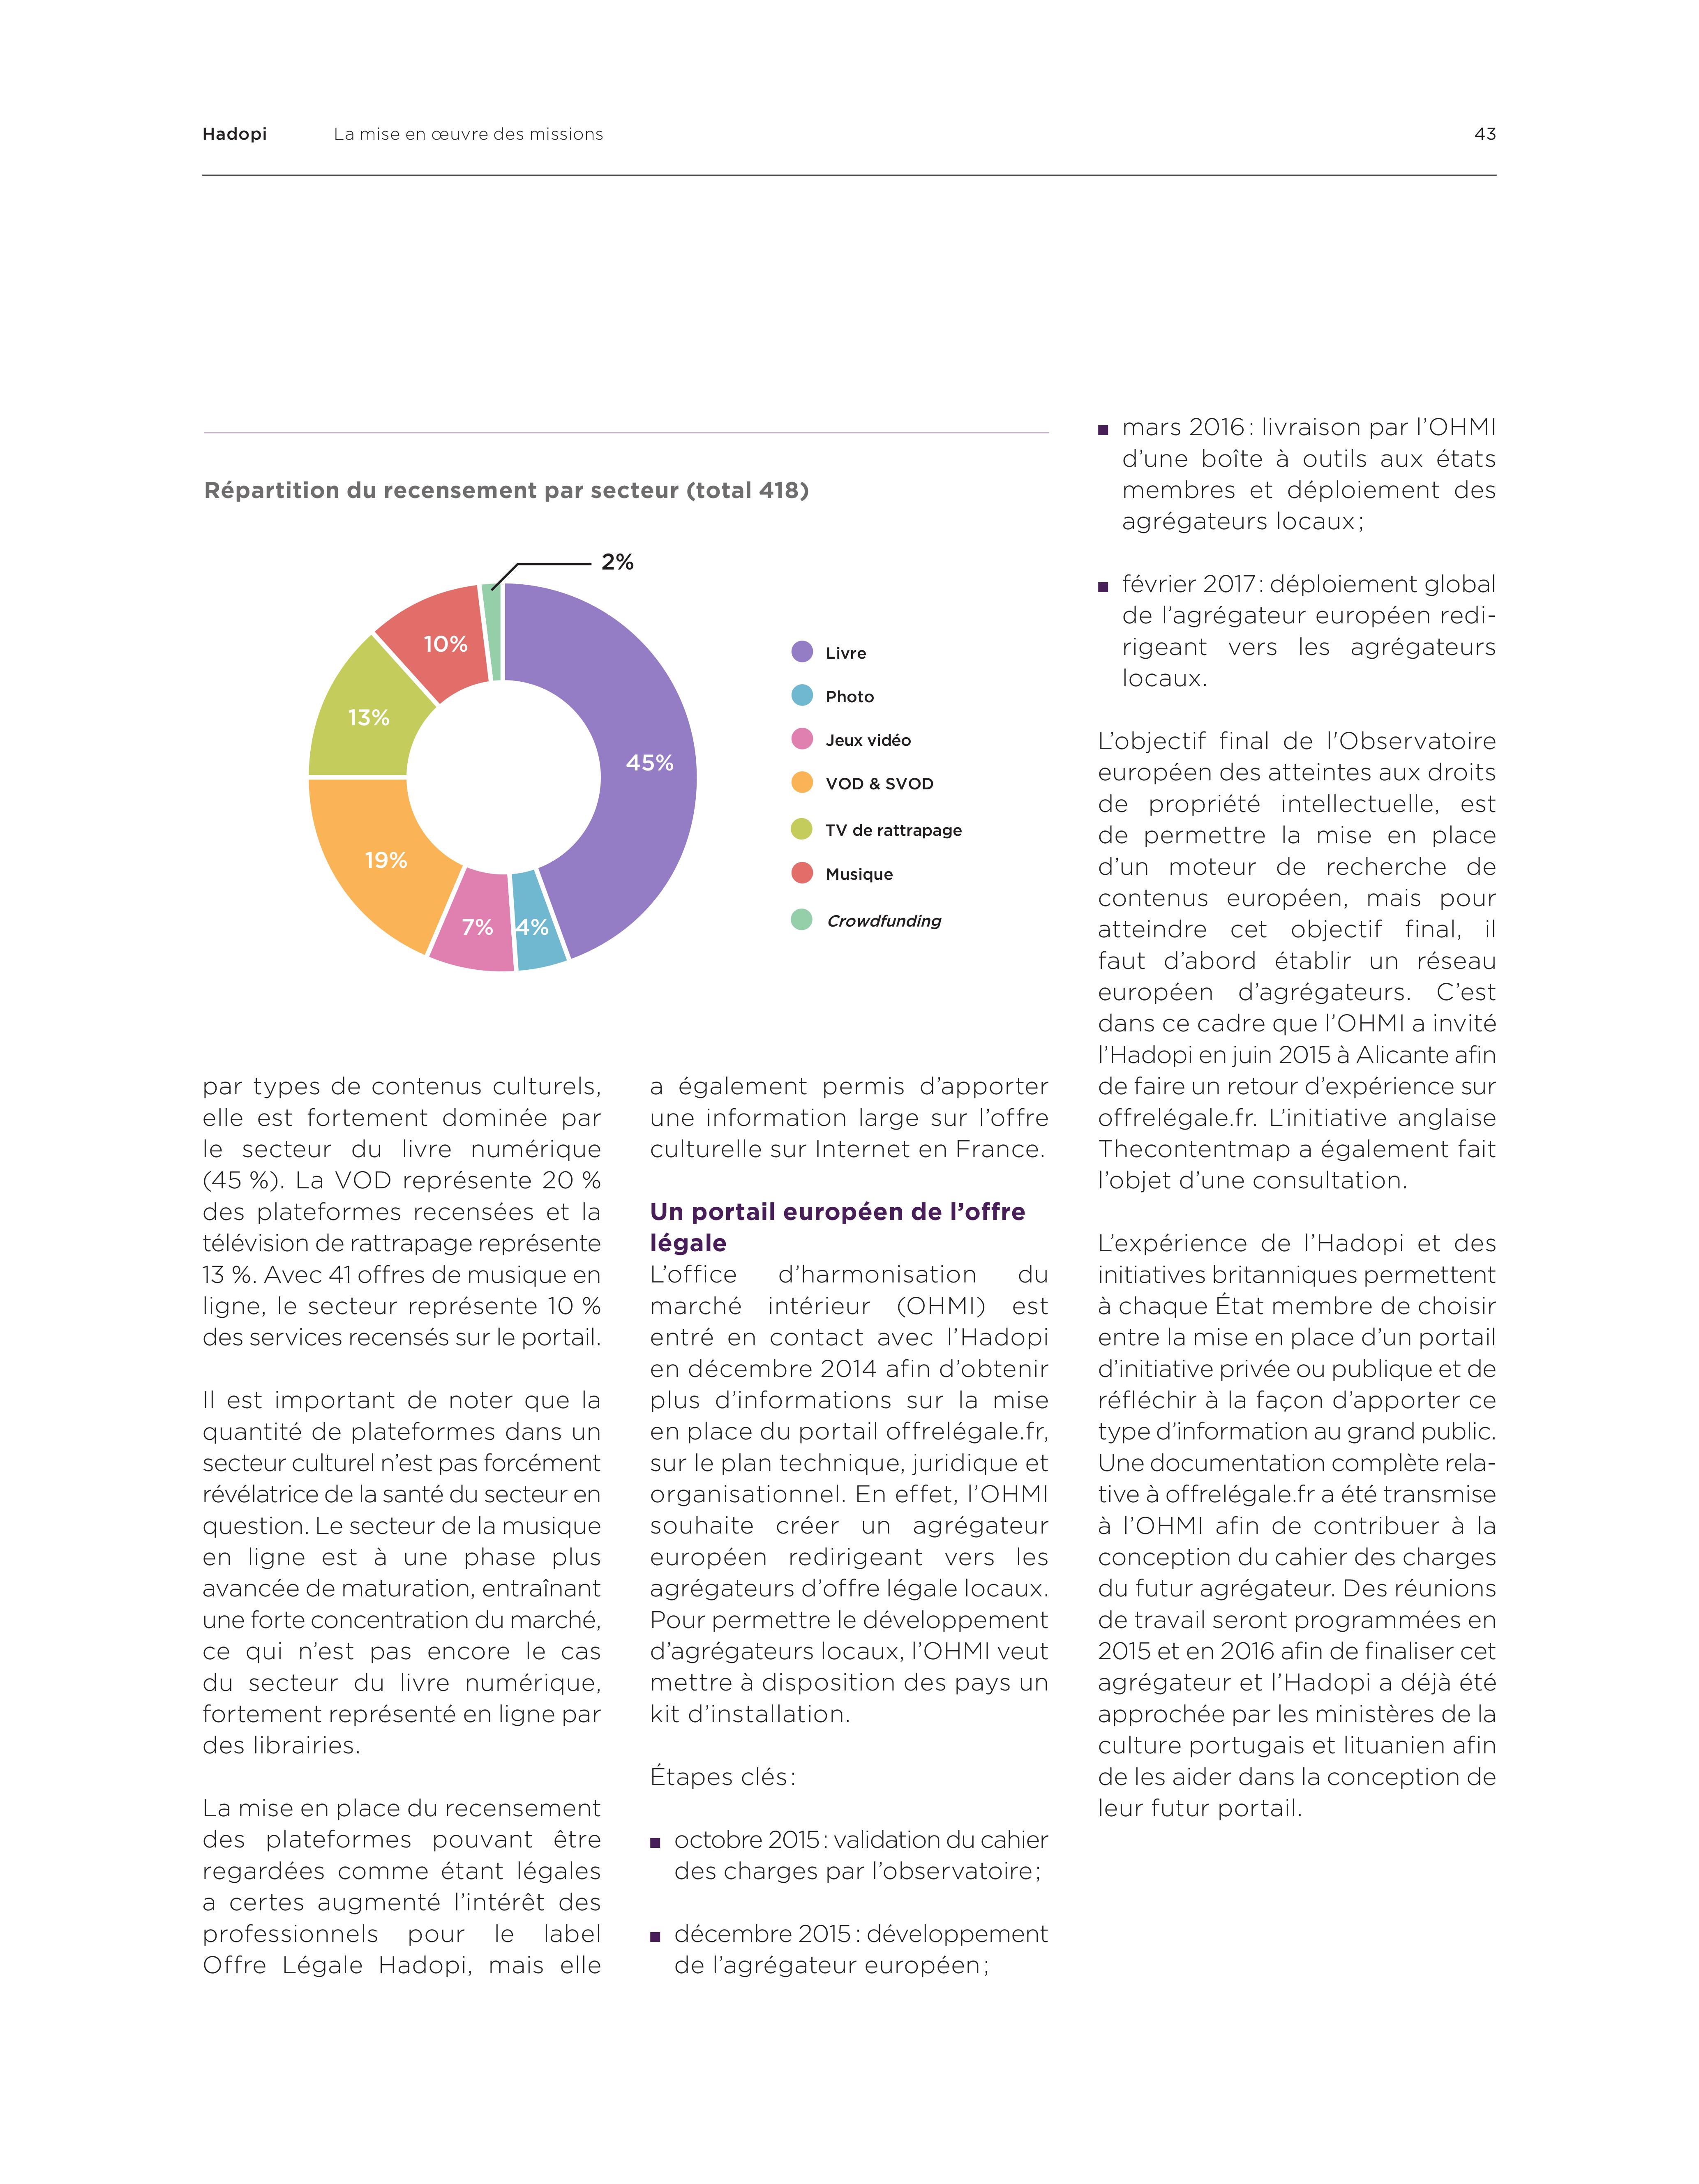 Hadopi La mise en œuvre des missions 43
Répartition du recensement par secteur (total 418)
2%
10%
13%
45%
19%
7%
4%
Livre
Photo
Jeux vidéo
VOD & SVOD
TV de rattrapage
Musique
Crowdfunding
par types de contenus culturels,
elle est fortement dominée par
le secteur du livre numérique
(45 %). La VOD représente 20 %
des plateformes recensées et la
télévision de rattrapage représente
13 %. Avec 41 offres de musique en
ligne, le secteur représente 10 %
des services recensés sur le portail.
Il est important de noter que la
quantité de plateformes dans un
secteur culturel n’est pas forcément
révélatrice de la santé du secteur en
question. Le secteur de la musique
en ligne est à une phase plus
avancée de maturation, entraînant
une forte concentration du marché,
ce qui n’est pas encore le cas
du secteur du livre numérique,
fortement représenté en ligne par
des librairies.
La mise en place du recensement
des plateformes pouvant être
regardées comme étant légales
a certes augmenté l’intérêt des
professionnels pour le label
Offre Légale Hadopi, mais elle
a également permis d’apporter
une information large sur l’offre
culturelle sur Internet en France.
Un portail européen de l’offre
légale
L’office d’harmonisation du
marché intérieur (OHMI) est
entré en contact avec l’Hadopi
en décembre 2014 afin d’obtenir
plus d’informations sur la mise
en place du portail offrelégale.fr,
sur le plan technique, juridique et
organisationnel. En effet, l’OHMI
souhaite créer un agrégateur
européen redirigeant vers les
agrégateurs d’offre légale locaux.
Pour permettre le développement
d’agrégateurs locaux, l’OHMI veut
mettre à disposition des pays un
kit d’installation.
Étapes clés :
■ octobre 2015 : validation du cahier
des charges par l’observatoire ;
■ décembre 2015 : développement
de l’agrégateur européen ;
■ mars 2016 : livraison par l’OHMI
d’une boîte à outils aux états
membres et déploiement des
agrégateurs locaux ;
■ février 2017 : déploiement global
de l’agrégateur européen redi-
rigeant vers les agrégateurs
locaux.
L’objectif final de l'Observatoire
européen des atteintes aux droits
de propriété intellectuelle, est
de permettre la mise en place
d’un moteur de recherche de
contenus européen, mais pour
atteindre cet objectif final, il
faut d’abord établir un réseau
européen d’agrégateurs. C’est
dans ce cadre que l’OHMI a invité
l’Hadopi en juin 2015 à Alicante afin
de faire un retour d’expérience sur
offrelégale.fr. L’initiative anglaise
Thecontentmap a également fait
l’objet d’une consultation.
L’expérience de l’Hadopi et des
initiatives britanniques permettent
à chaque État membre de choisir
entre la mise en place d’un portail
d’initiative privée ou publique et de
réfléchir à la façon d’apporter ce
type d’information au grand public.
Une documentation complète rela-
tive à offrelégale.fr a été transmise
à l’OHMI afin de contribuer à la
conception du cahier des charges
du futur agrégateur. Des réunions
de travail seront programmées en
2015 et en 2016 afin de finaliser cet
agrégateur et l’Hadopi a déjà été
approchée par les ministères de la
culture portugais et lituanien afin
de les aider dans la conception de
leur futur portail.